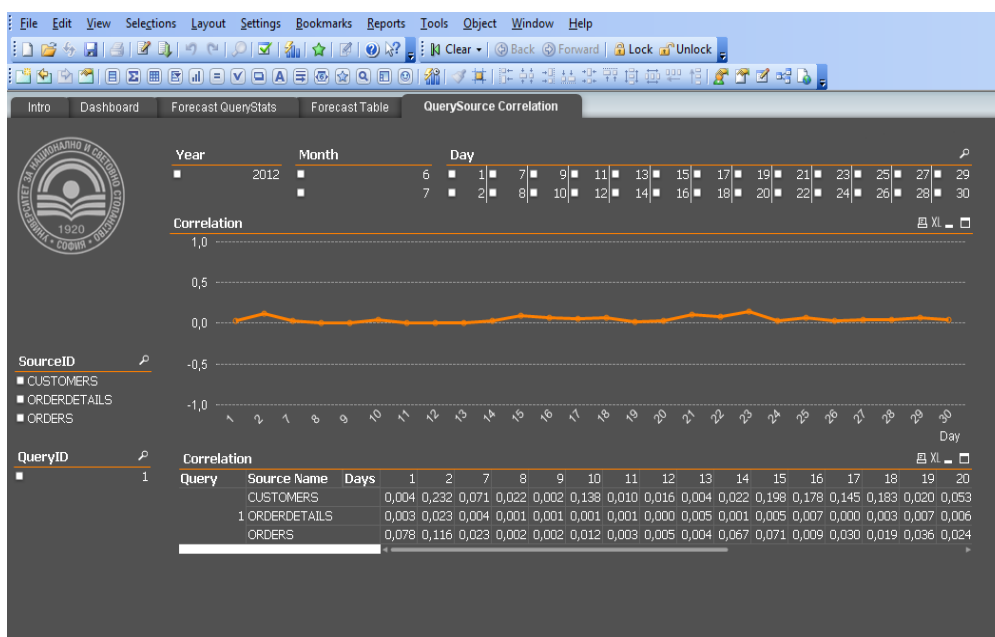 File Edit View Selections Layout Settings Bookmarks Reports Tools Object Window Help
Clear Back Forward Lock Unlock
Intro Dashboard Forecast QueryStats Forecast Table QuerySource Correlation
УНИВЕРСИТЕТ ЗА НАЦИОНАЛНО И СВЕТОВНО СТОПАНСТВО
1920
• СОФИЯ •
Year Month Day
2012 6 1 7 9 11 13 15 17 19 21 23 25 27 29
7 2 8 10 12 14 16 18 20 22 24 26 28 30
Correlation XL
1,0
0,5
0,0
-0,5
-1,0
1 2 7 8 9 10 11 12 13 14 15 16 17 18 19 20 21 22 23 24 25 26 27 28 29 30
Day
SourceID
CUSTOMERS
ORDERDETAILS
ORDERS
QueryID
1
Correlation XL
Query Source Name Days 1 2 7 8 9 10 11 12 13 14 15 16 17 18 19 20
CUSTOMERS 0,004 0,232 0,071 0,022 0,002 0,138 0,010 0,016 0,004 0,022 0,198 0,178 0,145 0,183 0,020 0,053
1 ORDERDETAILS 0,003 0,023 0,004 0,001 0,001 0,001 0,001 0,000 0,005 0,001 0,005 0,007 0,000 0,003 0,007 0,006
ORDERS 0,078 0,116 0,023 0,002 0,002 0,012 0,003 0,005 0,004 0,067 0,071 0,009 0,030 0,019 0,036 0,024